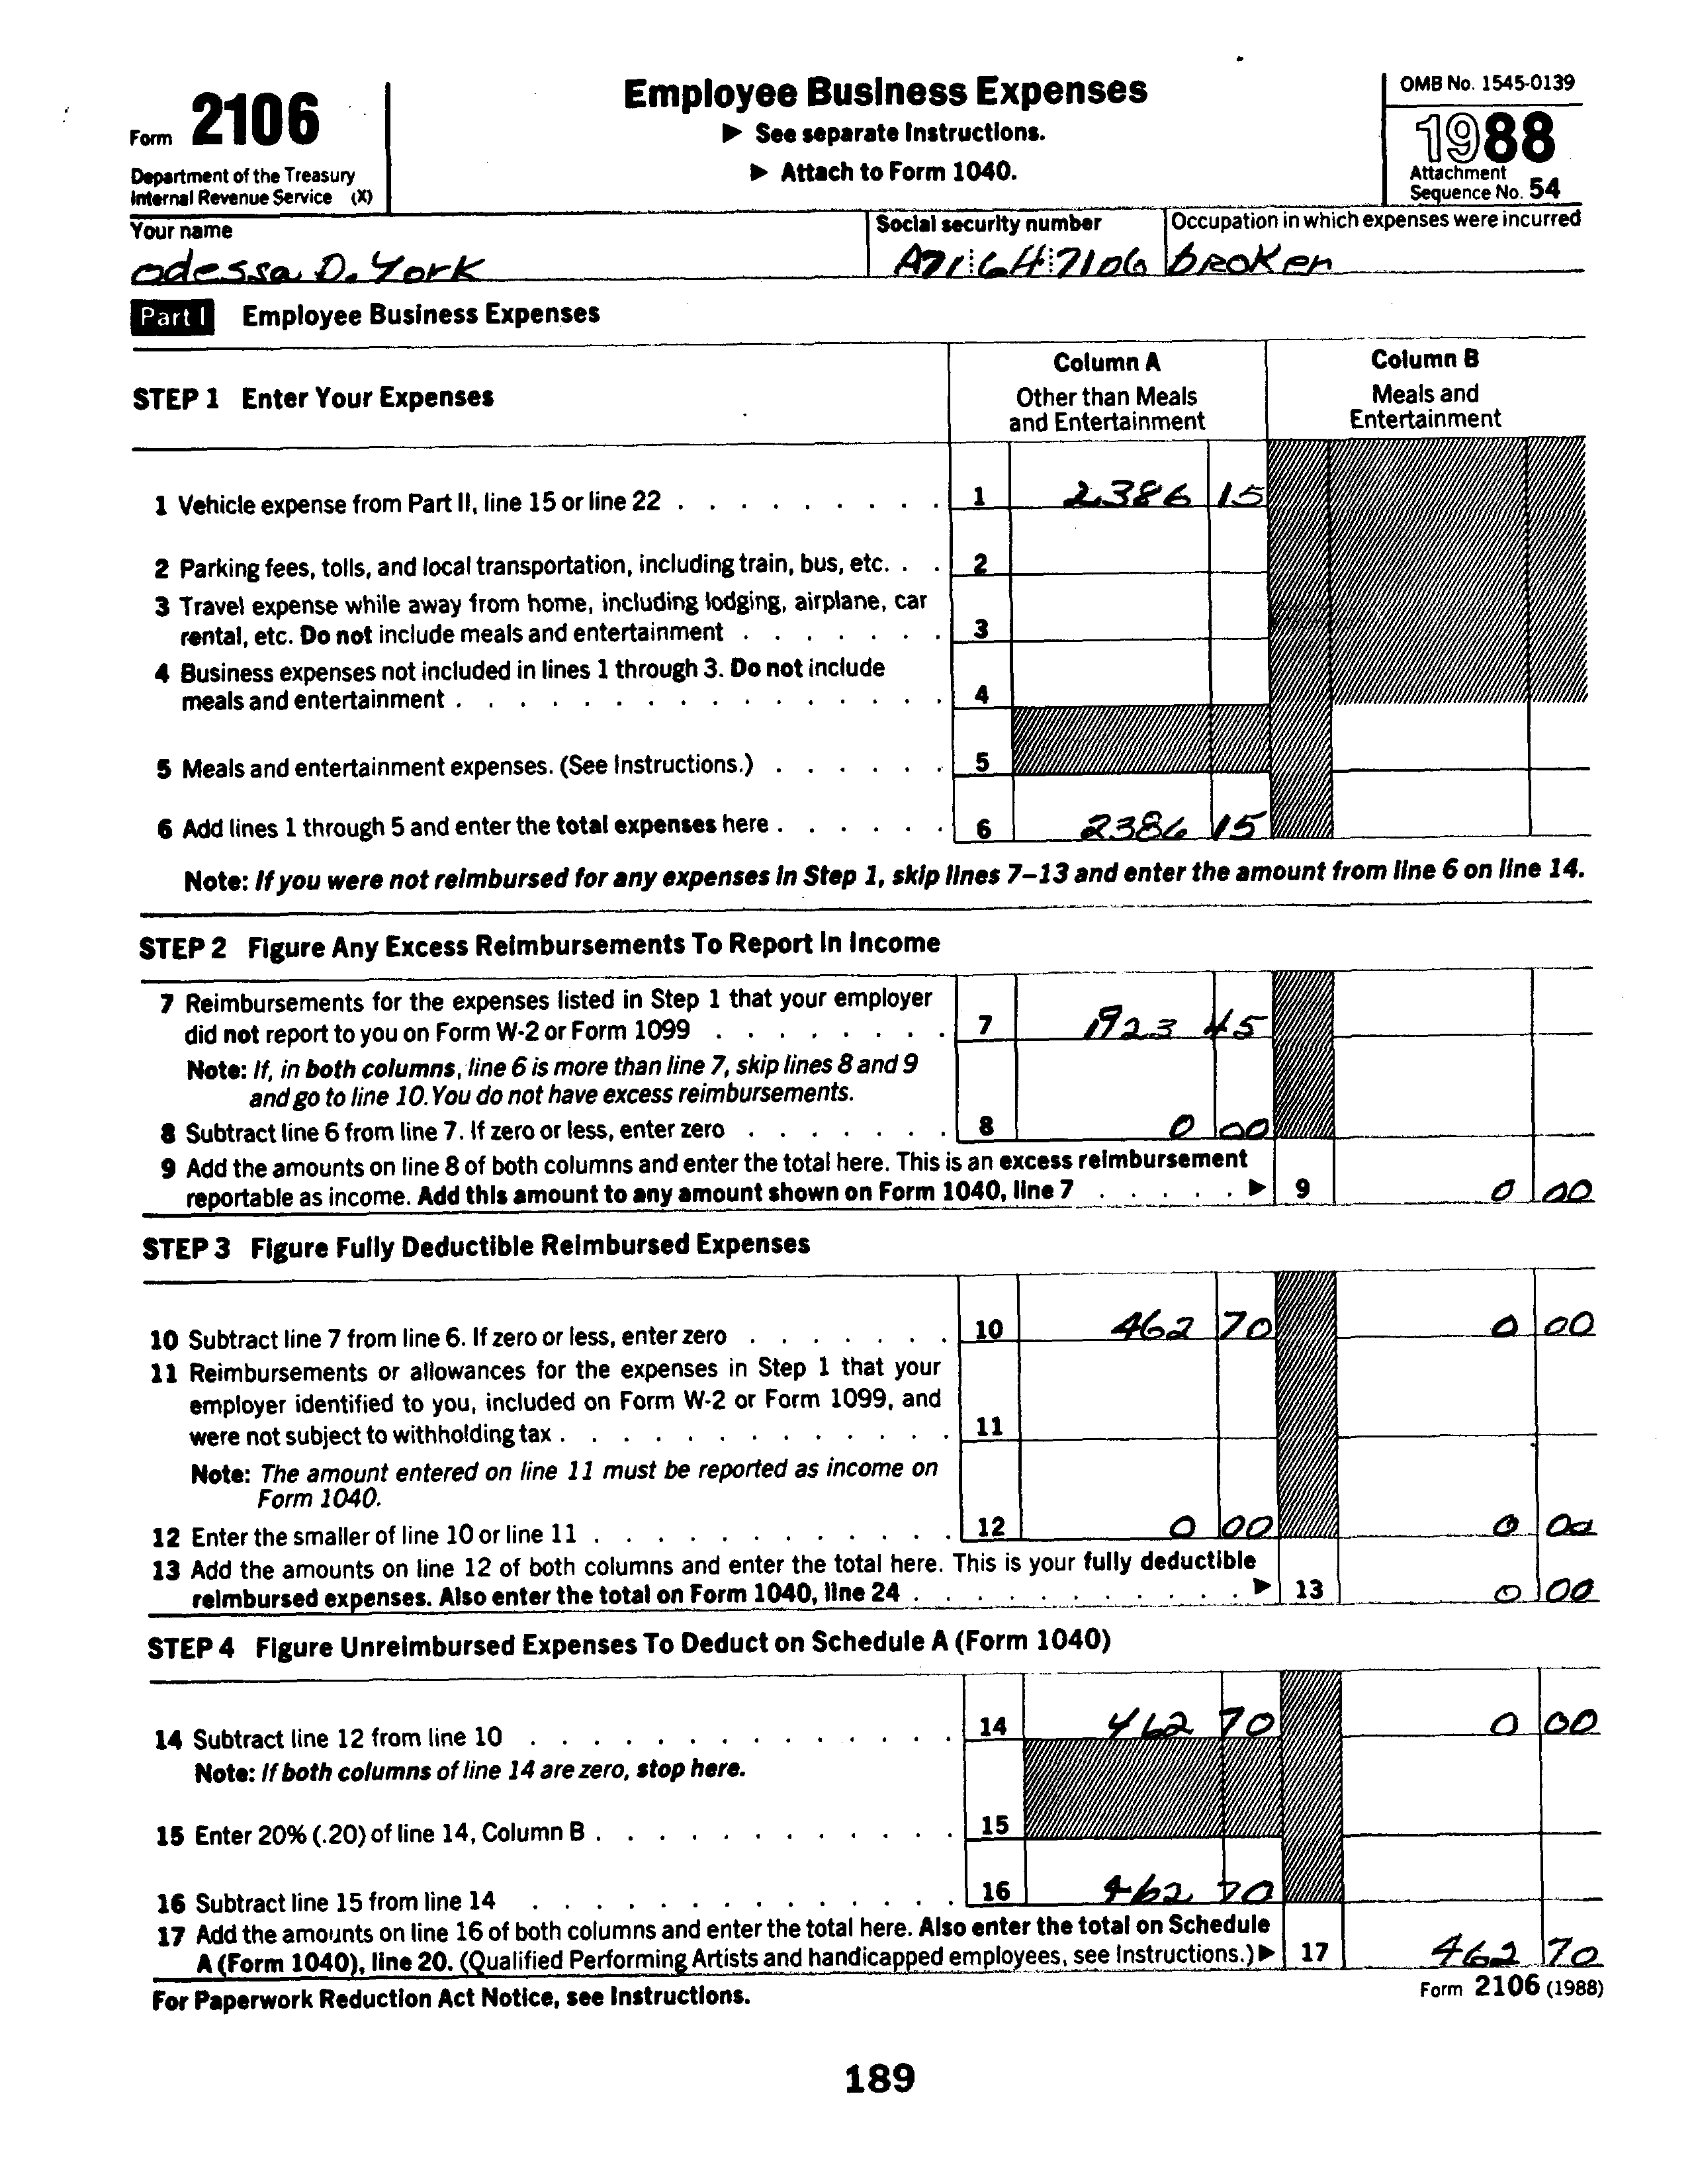 Form 2106
Department of the Treasury
Internal Revenue Service (X)
Employee Business Expenses
▶ See separate Instructions.
▶ Attach to Form 1040.
OMB No. 1545-0139
1988
Attachment
Sequence No. 54
Your name
Social security number
Occupation in which expenses were incurred
odessa D. York
A71 64 7106
broker
Part I Employee Business Expenses
STEP 1 Enter Your Expenses
Column A
Other than Meals
and Entertainment
Column B
Meals and
Entertainment
1 Vehicle expense from Part II, line 15 or line 22 . . . . . . . . . 1 2386 15
2 Parking fees, tolls, and local transportation, including train, bus, etc. . . 2
3 Travel expense while away from home, including lodging, airplane, car
rental, etc. Do not include meals and entertainment . . . . . . . 3
4 Business expenses not included in lines 1 through 3. Do not include
meals and entertainment . . . . . . . . . . . . . . . . 4
5 Meals and entertainment expenses. (See Instructions.) . . . . . . 5
6 Add lines 1 through 5 and enter the total expenses here . . . . . . 6 2386 15
Note: If you were not reimbursed for any expenses in Step 1, skip lines 7–13 and enter the amount from line 6 on line 14.
STEP 2 Figure Any Excess Reimbursements To Report In Income
7 Reimbursements for the expenses listed in Step 1 that your employer
did not report to you on Form W-2 or Form 1099 . . . . . . . . 7 1923 45
Note: If, in both columns, line 6 is more than line 7, skip lines 8 and 9
and go to line 10. You do not have excess reimbursements.
8 Subtract line 6 from line 7. If zero or less, enter zero . . . . . . . 8 0 00
9 Add the amounts on line 8 of both columns and enter the total here. This is an excess reimbursement
reportable as income. Add this amount to any amount shown on Form 1040, line 7 . . . . . ▶ 9 0 00
STEP 3 Figure Fully Deductible Reimbursed Expenses
10 Subtract line 7 from line 6. If zero or less, enter zero . . . . . . . 10 462 70 0 00
11 Reimbursements or allowances for the expenses in Step 1 that your
employer identified to you, included on Form W-2 or Form 1099, and
were not subject to withholding tax . . . . . . . . . . . . . 11
Note: The amount entered on line 11 must be reported as income on
Form 1040.
12 Enter the smaller of line 10 or line 11 . . . . . . . . . . . . 12 0 00 0 00
13 Add the amounts on line 12 of both columns and enter the total here. This is your fully deductible
reimbursed expenses. Also enter the total on Form 1040, line 24 . . . . . . . . . . . ▶ 13 0 00
STEP 4 Figure Unreimbursed Expenses To Deduct on Schedule A (Form 1040)
14 Subtract line 12 from line 10 . . . . . . . . . . . . . . 14 462 70 0 00
Note: If both columns of line 14 are zero, stop here.
15 Enter 20% (.20) of line 14, Column B . . . . . . . . . . . . 15
16 Subtract line 15 from line 14 . . . . . . . . . . . . . . 16 462 70
17 Add the amounts on line 16 of both columns and enter the total here. Also enter the total on Schedule
A (Form 1040), line 20. (Qualified Performing Artists and handicapped employees, see Instructions.) ▶ 17 462 70
For Paperwork Reduction Act Notice, see Instructions.
Form 2106 (1988)
189